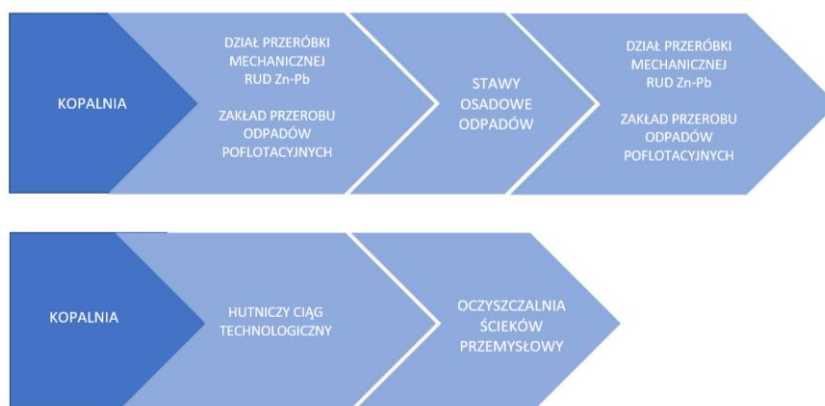 KOPALNIA
DZIAŁ PRZERÓBKI
MECHANICZNEJ
RUD Zn-Pb
ZAKŁAD PRZEROBU
ODPADÓW
POFLOTACYJNYCH
STAWY
OSADOWE
ODPADÓW
DZIAŁ PRZERÓBKI
MECHANICZNEJ
RUD Zn-Pb
ZAKŁAD PRZEROBU
ODPADÓW
POFLOTACYJNYCH
KOPALNIA
HUTNICZY CIĄG
TECHNOLOGICZNY
OCZYSZCZALNIA
ŚCIEKÓW
PRZEMYSŁOWY